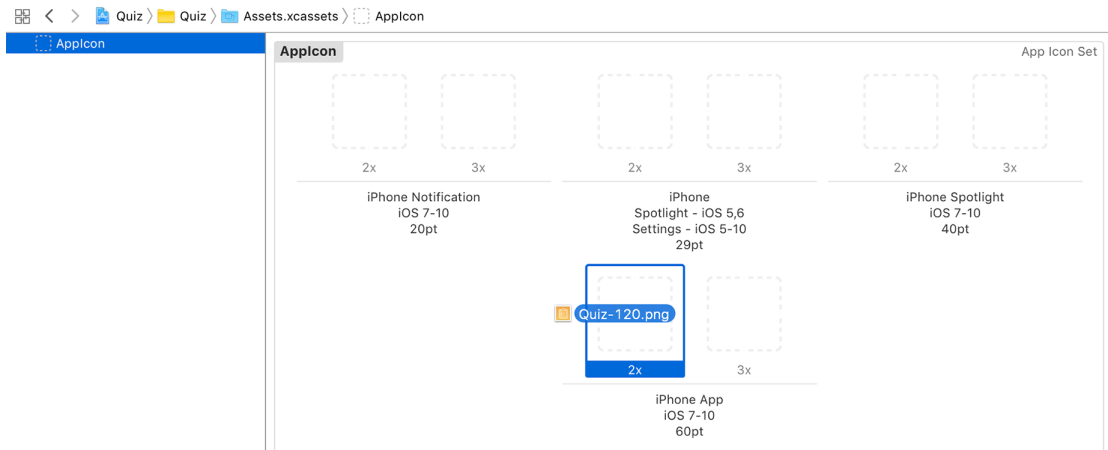 Quiz Quiz Assets.xcassets AppIcon
AppIcon
AppIcon
App Icon Set
2x 3x
iPhone Notification
iOS 7-10
20pt
2x 3x
iPhone
Spotlight - iOS 5,6
Settings - iOS 5-10
29pt
2x 3x
iPhone Spotlight
iOS 7-10
40pt
Quiz-120.png
2x 3x
iPhone App
iOS 7-10
60pt